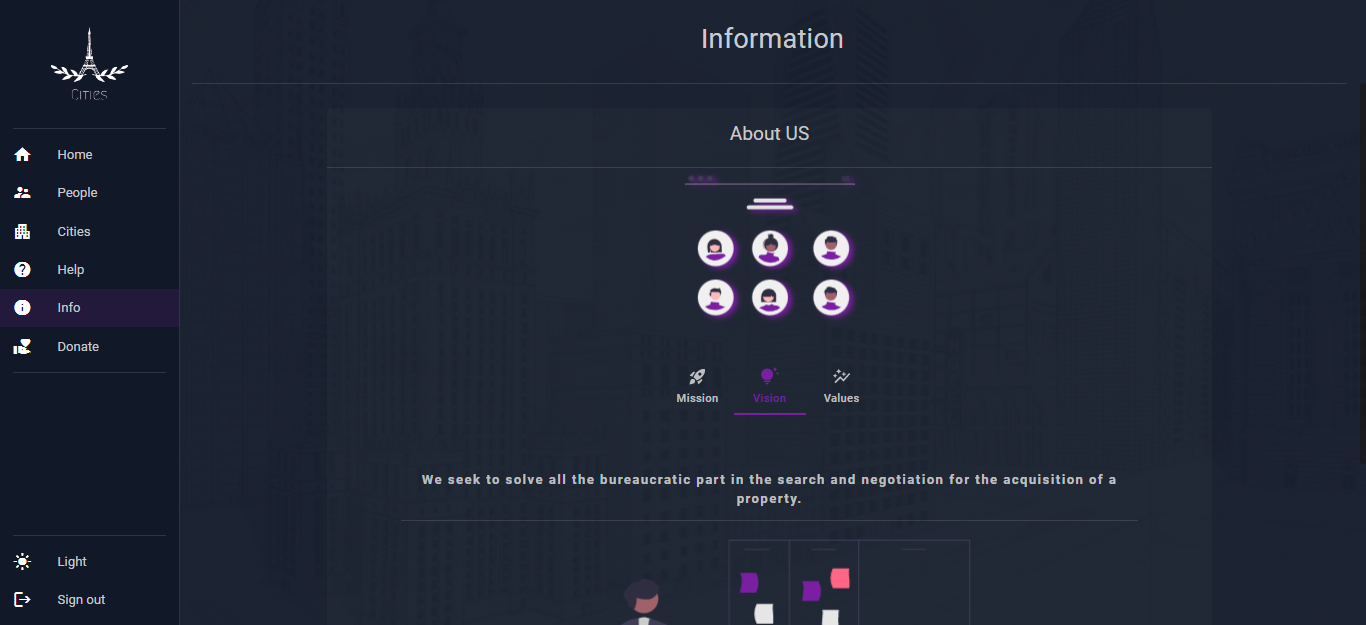 Cities
Home
People
Cities
Help
Info
Donate
Light
Sign out
Information
About US
Mission
Vision
Values
We seek to solve all the bureaucratic part in the search and negotiation for the acquisition of a
property.